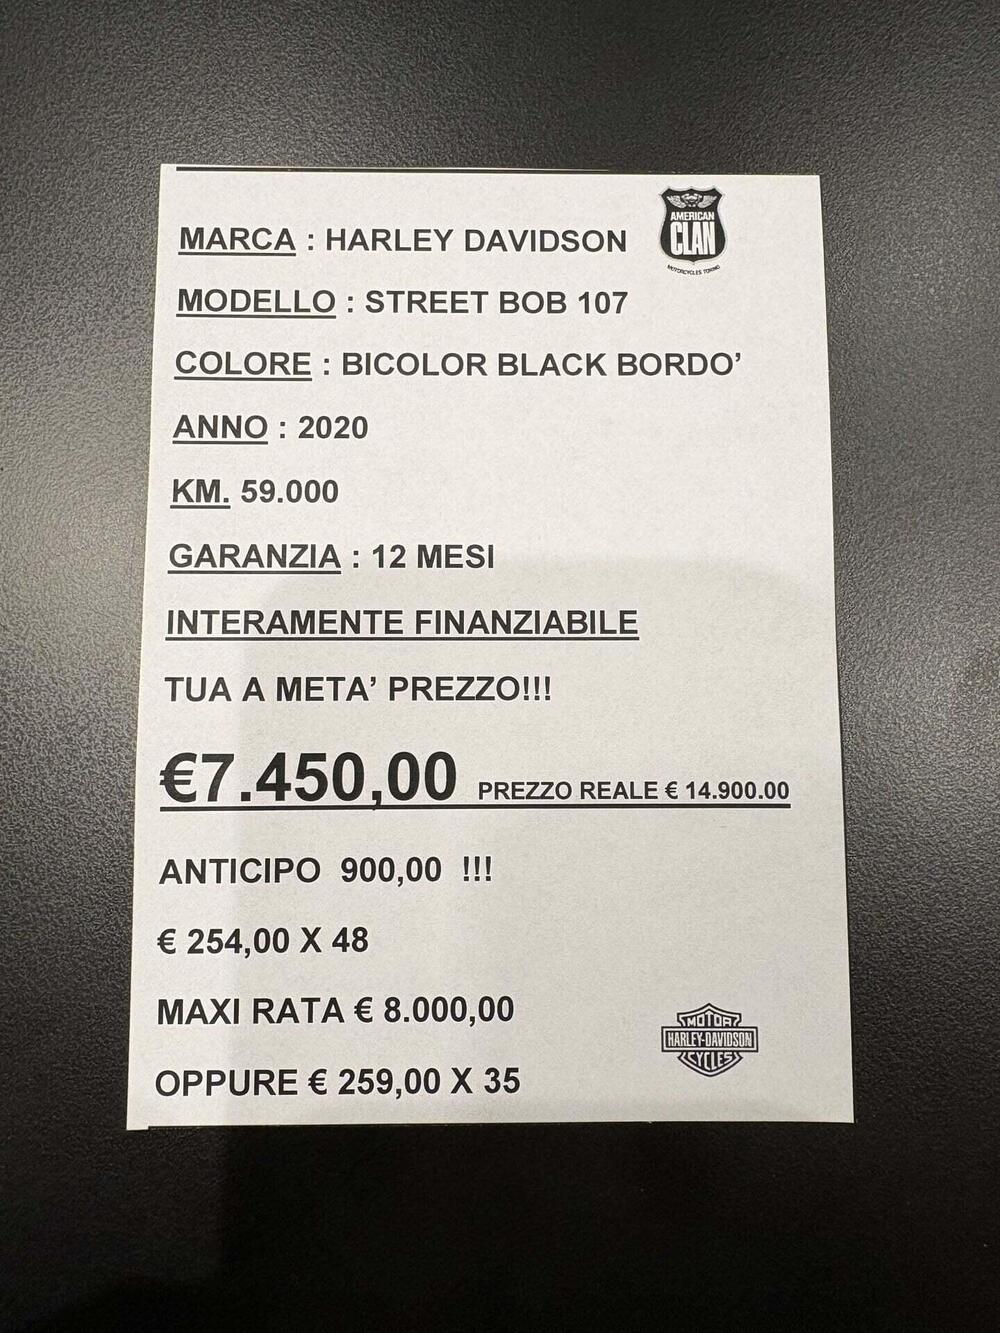 MARCA : HARLEY DAVIDSON
AMERICAN
CLAN
MOTORCYCLES TORINO
MODELLO : STREET BOB 107
COLORE : BICOLOR BLACK BORDO’
ANNO : 2020
KM. 59.000
GARANZIA : 12 MESI
INTERAMENTE FINANZIABILE
TUA A META’ PREZZO!!!
€7.450,00 PREZZO REALE € 14.900.00
ANTICIPO 900,00 !!!
€ 254,00 X 48
MAXI RATA € 8.000,00
MOTOR
HARLEY-DAVIDSON
CYCLES
OPPURE € 259,00 X 35